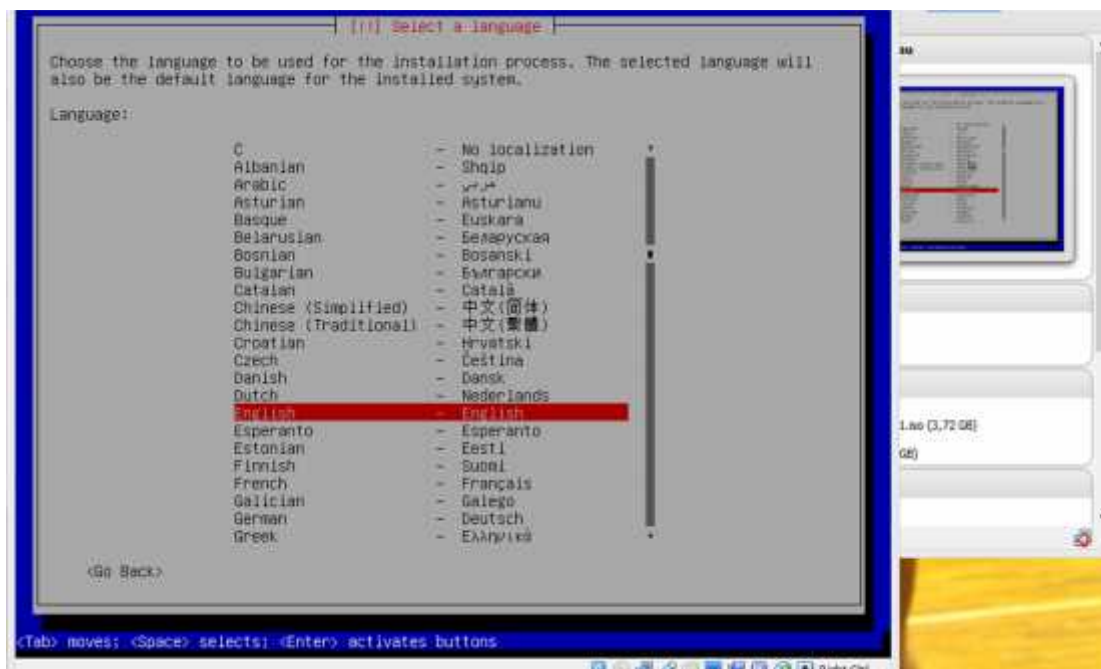 [!!] Select a language
Choose the language to be used for the installation process. The selected language will
also be the default language for the installed system.
Language:
C - No localization
Albanian - Shqip
Arabic - عربي
Asturian - Asturianu
Basque - Euskara
Belarusian - Беларуская
Bosnian - Bosanski
Bulgarian - Български
Catalan - Català
Chinese (Simplified) - 中文(简体)
Chinese (Traditional) - 中文(繁體)
Croatian - Hrvatski
Czech - Čeština
Danish - Dansk
Dutch - Nederlands
English - English
Esperanto - Esperanto
Estonian - Eesti
Finnish - Suomi
French - Français
Galician - Galego
German - Deutsch
Greek - Ελληνικά
<Go Back>
<Tab> moves; <Space> selects; <Enter> activates buttons
1.iso (3,72 GB)
GB)